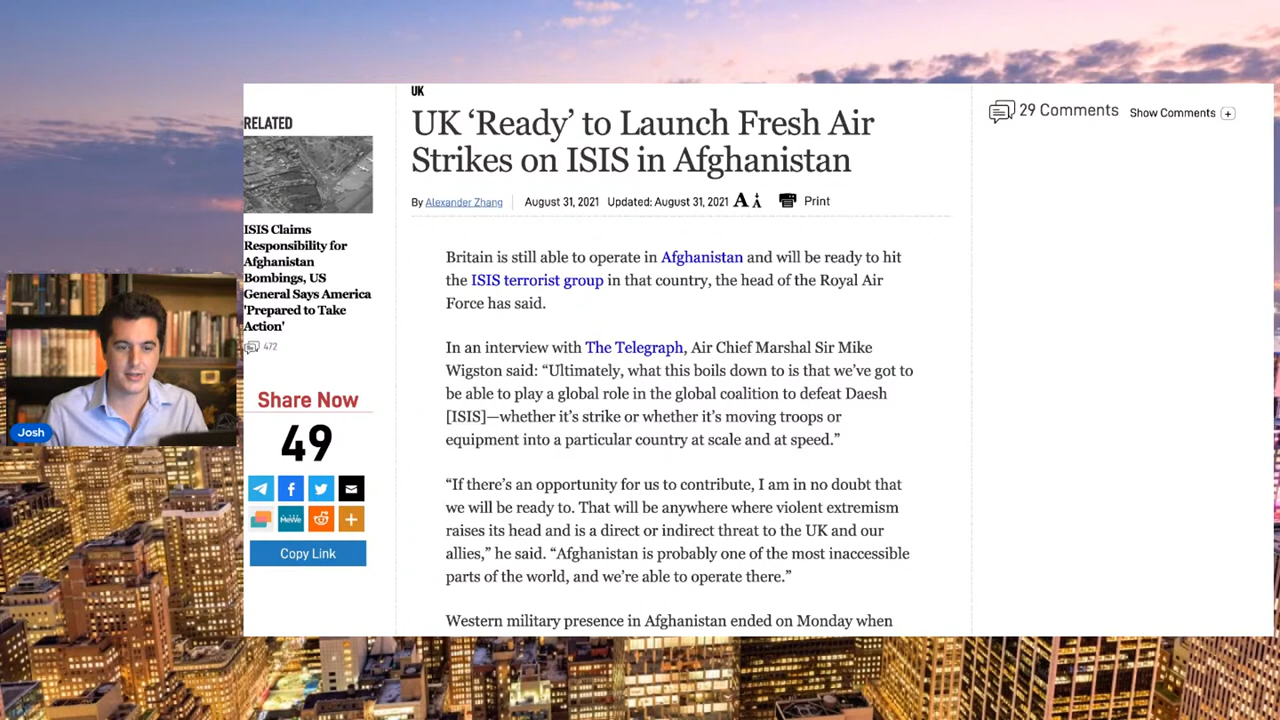 RELATED
ISIS Claims
Responsibility for
Afghanistan
Bombings, US
General Says America
'Prepared to Take
Action'
472
Share Now
49
MeWe
Copy Link
Josh
UK
UK ‘Ready’ to Launch Fresh Air
Strikes on ISIS in Afghanistan
By Alexander Zhang August 31, 2021 Updated: August 31, 2021 A A Print
Britain is still able to operate in Afghanistan and will be ready to hit
the ISIS terrorist group in that country, the head of the Royal Air
Force has said.
In an interview with The Telegraph, Air Chief Marshal Sir Mike
Wigston said: “Ultimately, what this boils down to is that we’ve got to
be able to play a global role in the global coalition to defeat Daesh
[ISIS]—whether it’s strike or whether it’s moving troops or
equipment into a particular country at scale and at speed.”
“If there’s an opportunity for us to contribute, I am in no doubt that
we will be ready to. That will be anywhere where violent extremism
raises its head and is a direct or indirect threat to the UK and our
allies,” he said. “Afghanistan is probably one of the most inaccessible
parts of the world, and we’re able to operate there.”
Western military presence in Afghanistan ended on Monday when
29 Comments Show Comments +